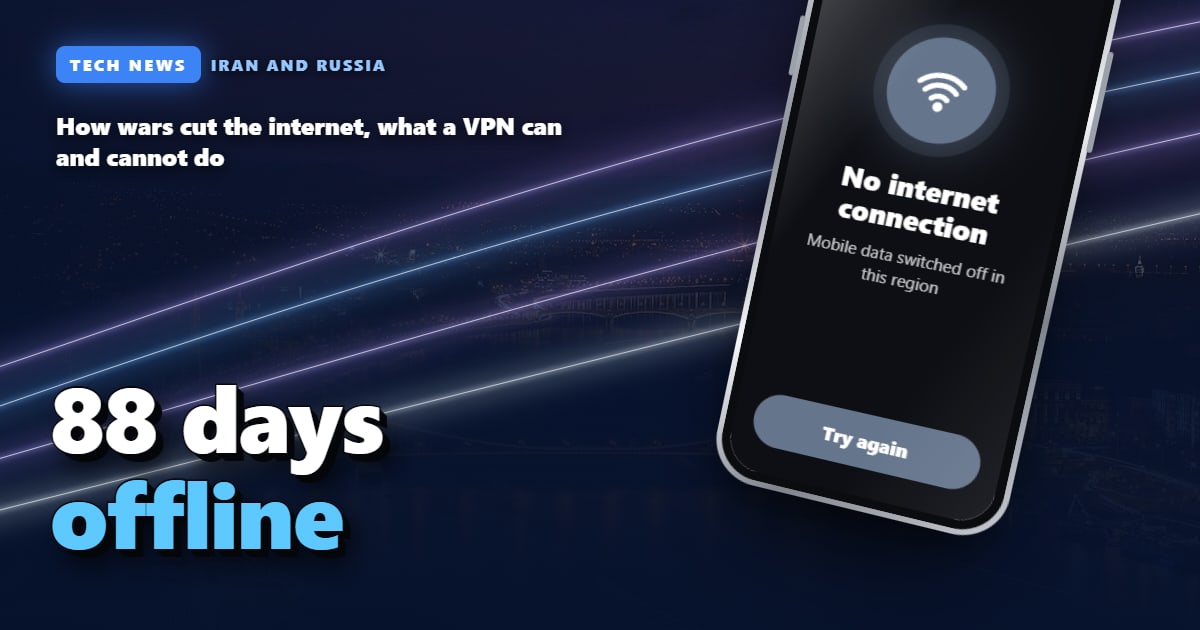 TECH NEWS IRAN AND RUSSIA
How wars cut the internet, what a VPN can
and cannot do
88 days
offline
No internet
connection
Mobile data switched off in
this region
Try again